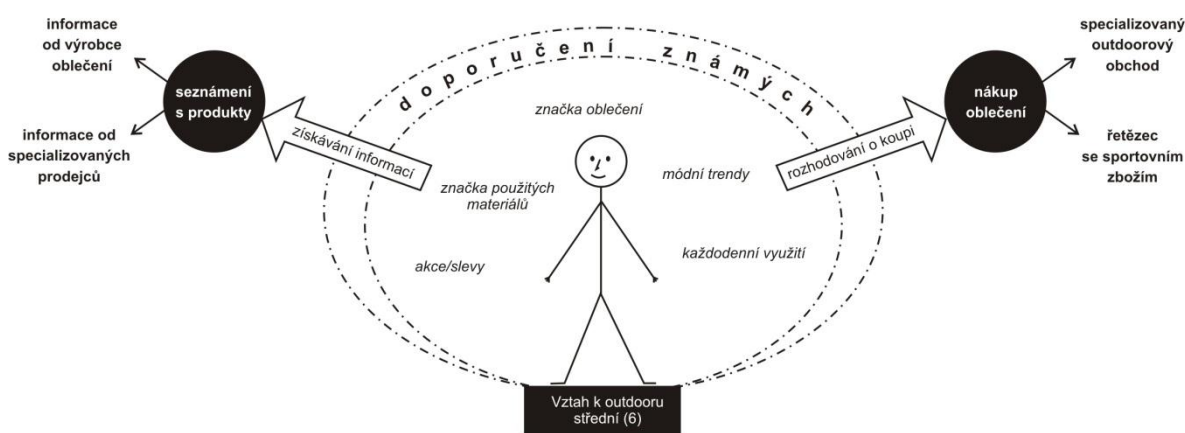 informace
od výrobce
oblečení
seznámení
s produkty
informace od
specializovaných
prodejců
získávání informací
doporučení známých
značka oblečení
značka použitých
materiálů
módní trendy
akce/slevy
každodenní využití
rozhodování o koupi
nákup
oblečení
specializovaný
outdoorový
obchod
řetězec
se sportovním
zbožím
Vztah k outdooru
střední (6)